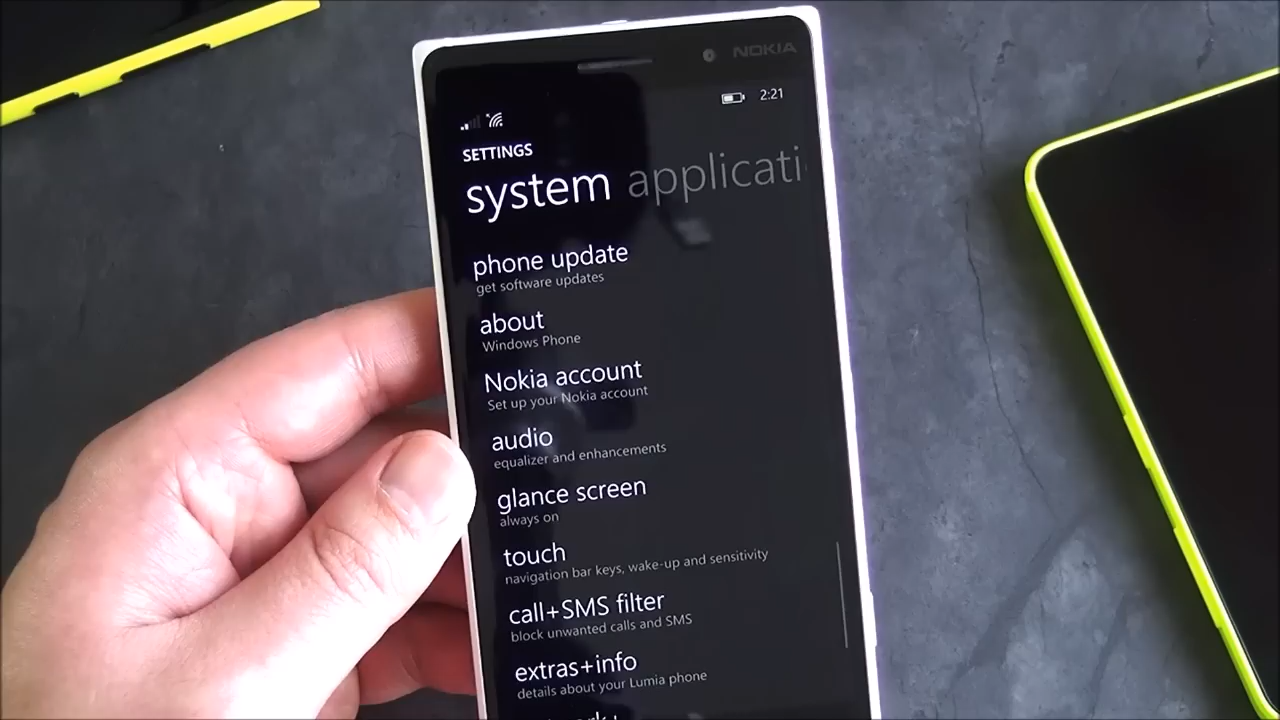 NOKIA
2:21
SETTINGS
system applicati
phone update
get software updates
about
Windows Phone
Nokia account
Set up your Nokia account
audio
equalizer and enhancements
glance screen
always on
touch
navigation bar keys, wake-up and sensitivity
call+SMS filter
block unwanted calls and SMS
extras+info
details about your Lumia phone